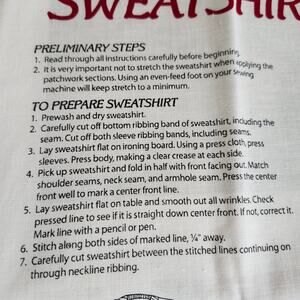 SWEATSHIR
PRELIMINARY STEPS
1. Read through all instructions carefully before beginning.
2. It is very important not to stretch the sweatshirt when applying the
patchwork sections. Using an even-feed foot on your sewing
machine will keep stretch to a minimum.
TO PREPARE SWEATSHIRT
1. Prewash and dry sweatshirt.
2. Carefully cut off bottom ribbing band of sweatshirt, including the
seam. Cut off both sleeve ribbing bands, including seams.
3. Lay sweatshirt flat on ironing board. Using a press cloth, press
sleeves. Press body, making a clear crease at each side.
4. Pick up sweatshirt and fold in half with front facing out. Match
shoulder seams, neck seam, and armhole seam. Press the center
front well to mark a center front line.
5. Lay sweatshirt flat on table and smooth out all wrinkles. Check
pressed line to see if it is straight down center front. If not, correct it.
Mark line with a pencil or pen.
6. Stitch along both sides of marked line, ¼" away.
7. Carefully cut sweatshirt between the stitched lines continuing on
through neckline ribbing.